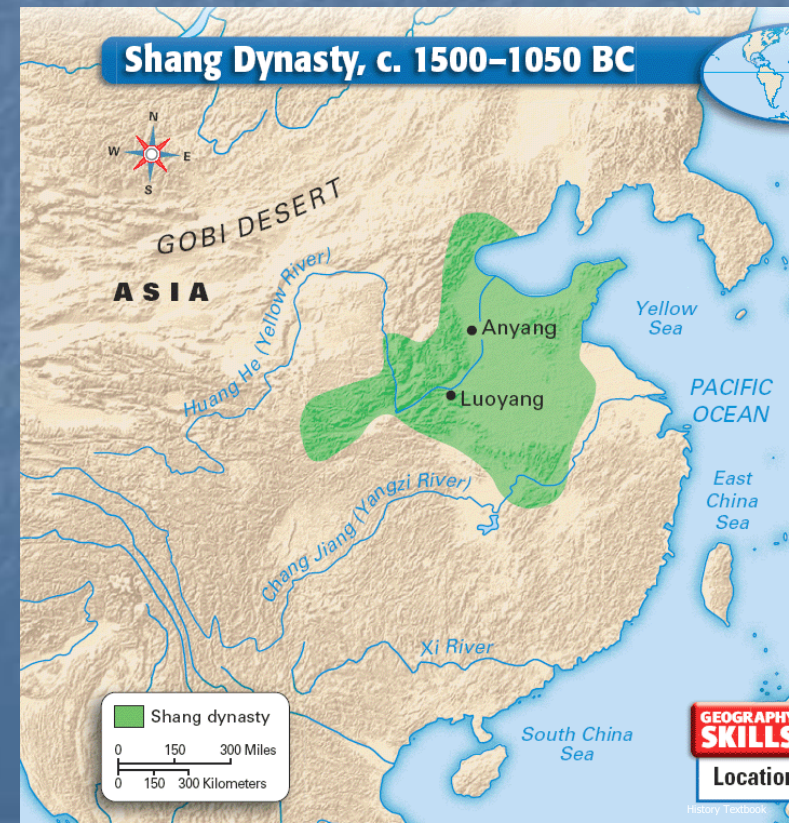 Shang Dynasty, c. 1500–1050 BC
N
W
E
S
GOBI DESERT
ASIA
Huang He (Yellow River)
Anyang
Luoyang
Yellow
Sea
PACIFIC
OCEAN
East
China
Sea
Chang Jiang (Yangzi River)
Xi River
South China
Sea
Shang dynasty
0 150 300 Miles
0 150 300 Kilometers
GEOGRAPHY
SKILLS
Location
History Textbook